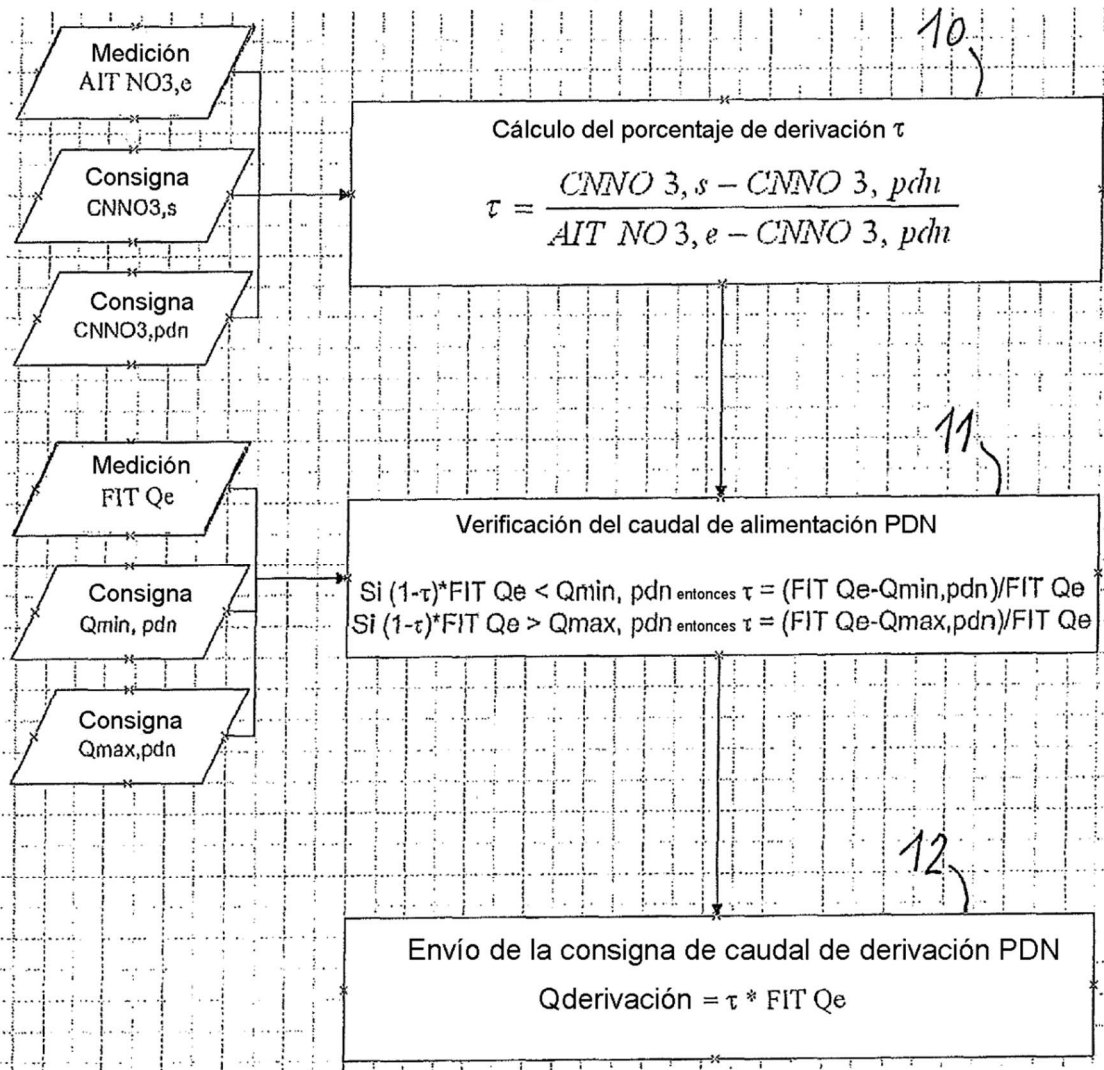 10
Medición
AIT NO3,e
Consigna
CNNO3,s
Consigna
CNNO3,pdn
Cálculo del porcentaje de derivación τ
τ = (CNNO 3, s − CNNO 3, pdn) / (AIT NO 3, e − CNNO 3, pdn)
11
Medición
FIT Qe
Consigna
Qmin, pdn
Consigna
Qmax,pdn
Verificación del caudal de alimentación PDN
Si (1-τ)*FIT Qe < Qmin, pdn entonces τ = (FIT Qe-Qmin,pdn)/FIT Qe
Si (1-τ)*FIT Qe > Qmax, pdn entonces τ = (FIT Qe-Qmax,pdn)/FIT Qe
12
Envío de la consigna de caudal de derivación PDN
Qderivación = τ * FIT Qe